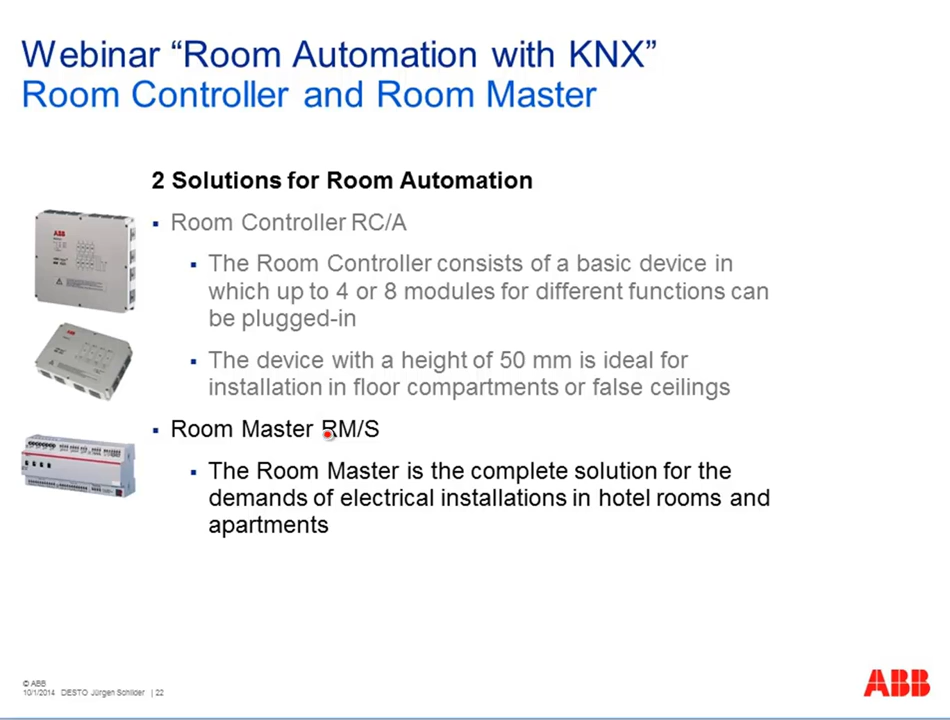 Webinar “Room Automation with KNX”
Room Controller and Room Master
2 Solutions for Room Automation
▪ Room Controller RC/A
▪ The Room Controller consists of a basic device in
which up to 4 or 8 modules for different functions can
be plugged-in
▪ The device with a height of 50 mm is ideal for
installation in floor compartments or false ceilings
▪ Room Master RM/S
▪ The Room Master is the complete solution for the
demands of electrical installations in hotel rooms and
apartments
© ABB
10/1/2014 DESTO Jürgen Schilder | 22
ABB
ABB